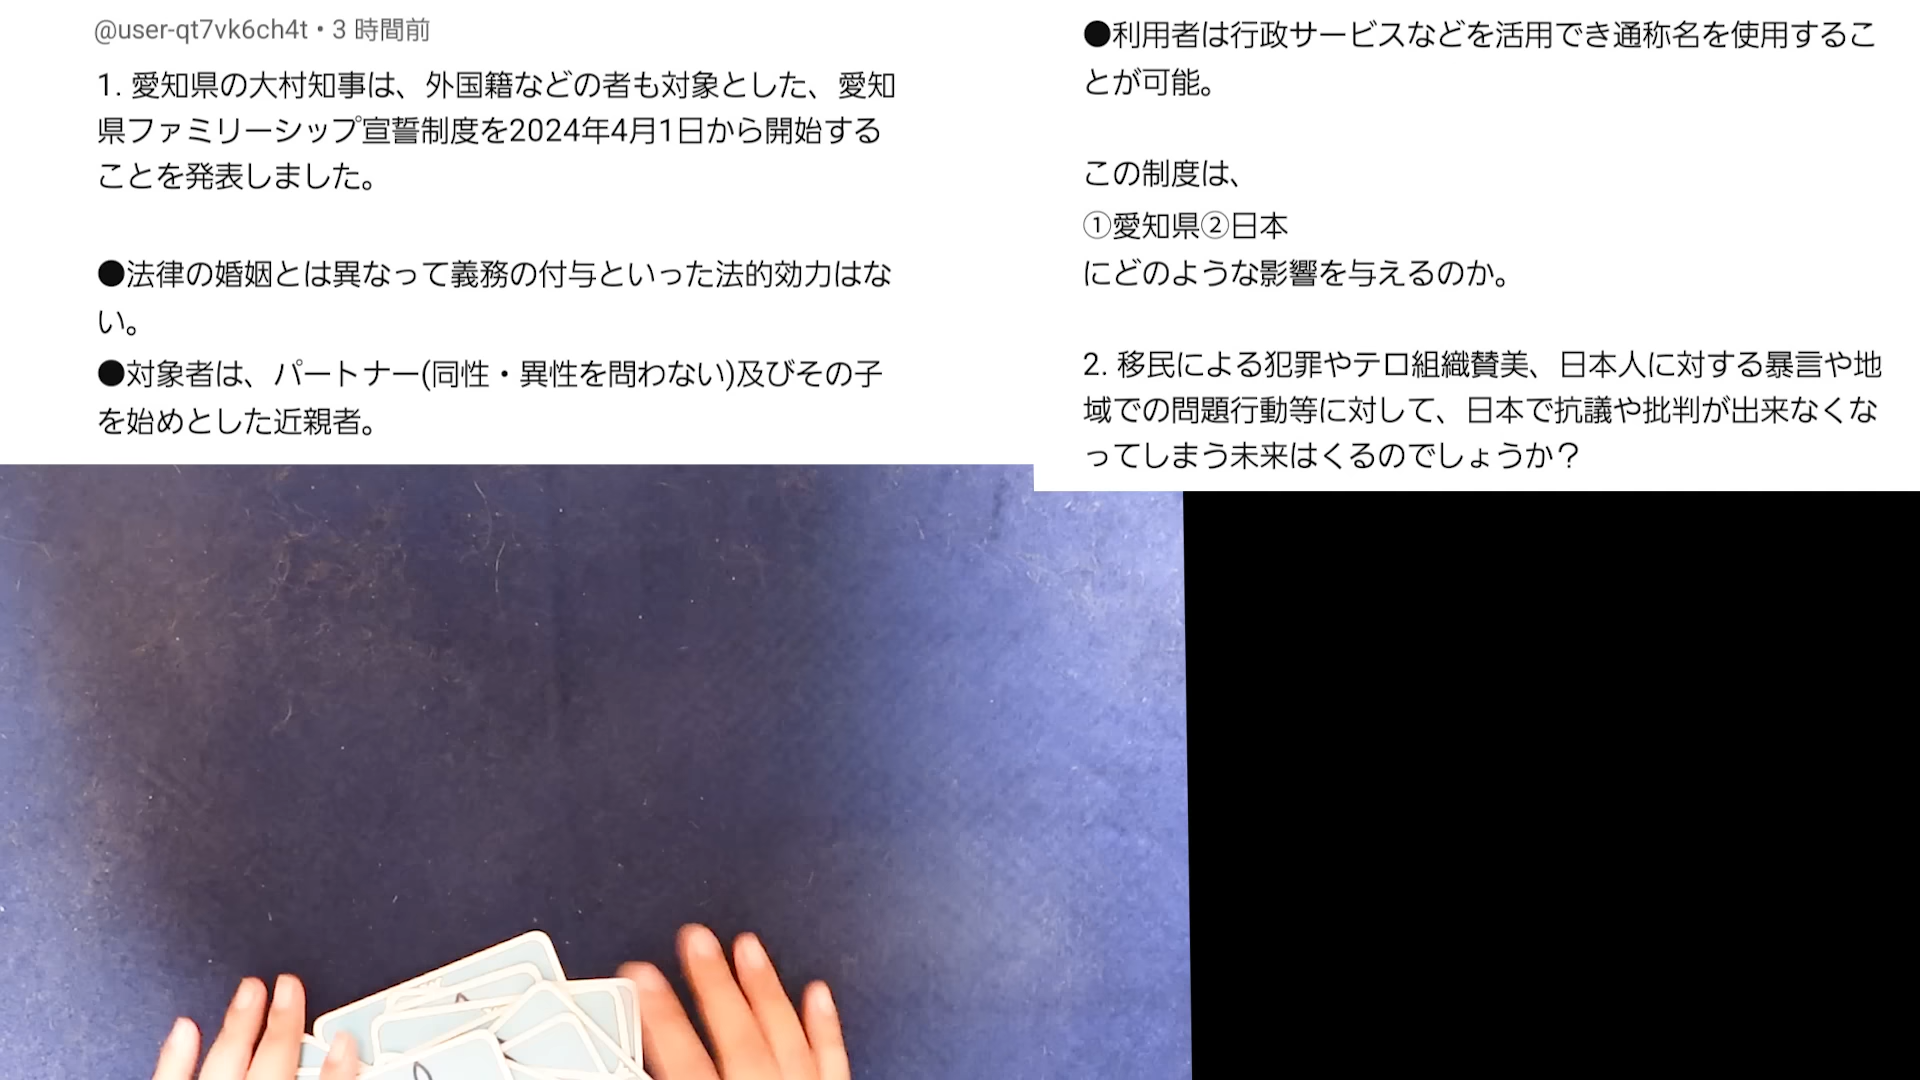 @user-qt7vk6ch4t • 3 時間前
1. 愛知県の大村知事は、外国籍などの者も対象とした、愛知
県ファミリーシップ宣誓制度を2024年4月1日から開始する
ことを発表しました。
●法律の婚姻とは異なって義務の付与といった法的効力はな
い。
●対象者は、パートナー(同性・異性を問わない)及びその子
を始めとした近親者。
●利用者は行政サービスなどを活用でき通称名を使用するこ
とが可能。
この制度は、
①愛知県②日本
にどのような影響を与えるのか。
2. 移民による犯罪やテロ組織賛美、日本人に対する暴言や地
域での問題行動等に対して、日本で抗議や批判が出来なくな
ってしまう未来はくるのでしょうか？